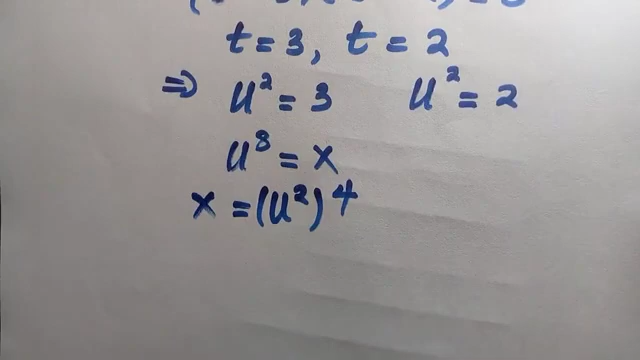 t = 3, t = 2
⇒ u² = 3 u² = 2
u⁸ = x
x = (u²)⁴